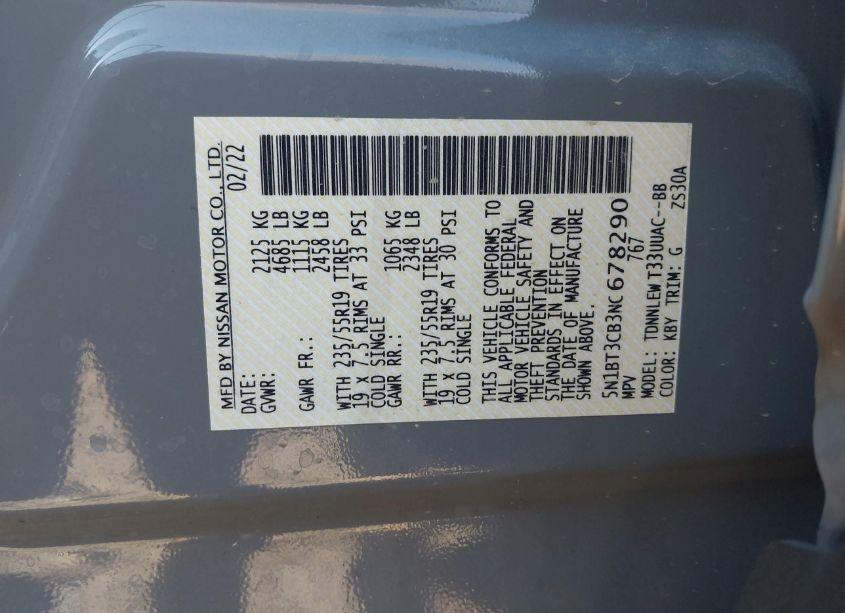 MFD BY NISSAN MOTOR CO., LTD.
DATE: 02/22
GVWR: 2125 KG
4685 LB
GAWR FR.: 1115 KG
2458 LB
WITH 235/55R19 TIRES
19 X 7.5 RIMS AT 33 PSI
COLD SINGLE
GAWR RR.: 1065 KG
2348 LB
WITH 235/55R19 TIRES
19 X 7.5 RIMS AT 30 PSI
COLD SINGLE
THIS VEHICLE CONFORMS TO
ALL APPLICABLE FEDERAL
MOTOR VEHICLE SAFETY AND
THEFT PREVENTION
STANDARDS IN EFFECT ON
THE DATE OF MANUFACTURE
SHOWN ABOVE.
5N1BT3CB3NC678290
MPV 767
MODEL: TDNNLEW T33UUAC--BB
COLOR: KBY TRIM: G ZS30A